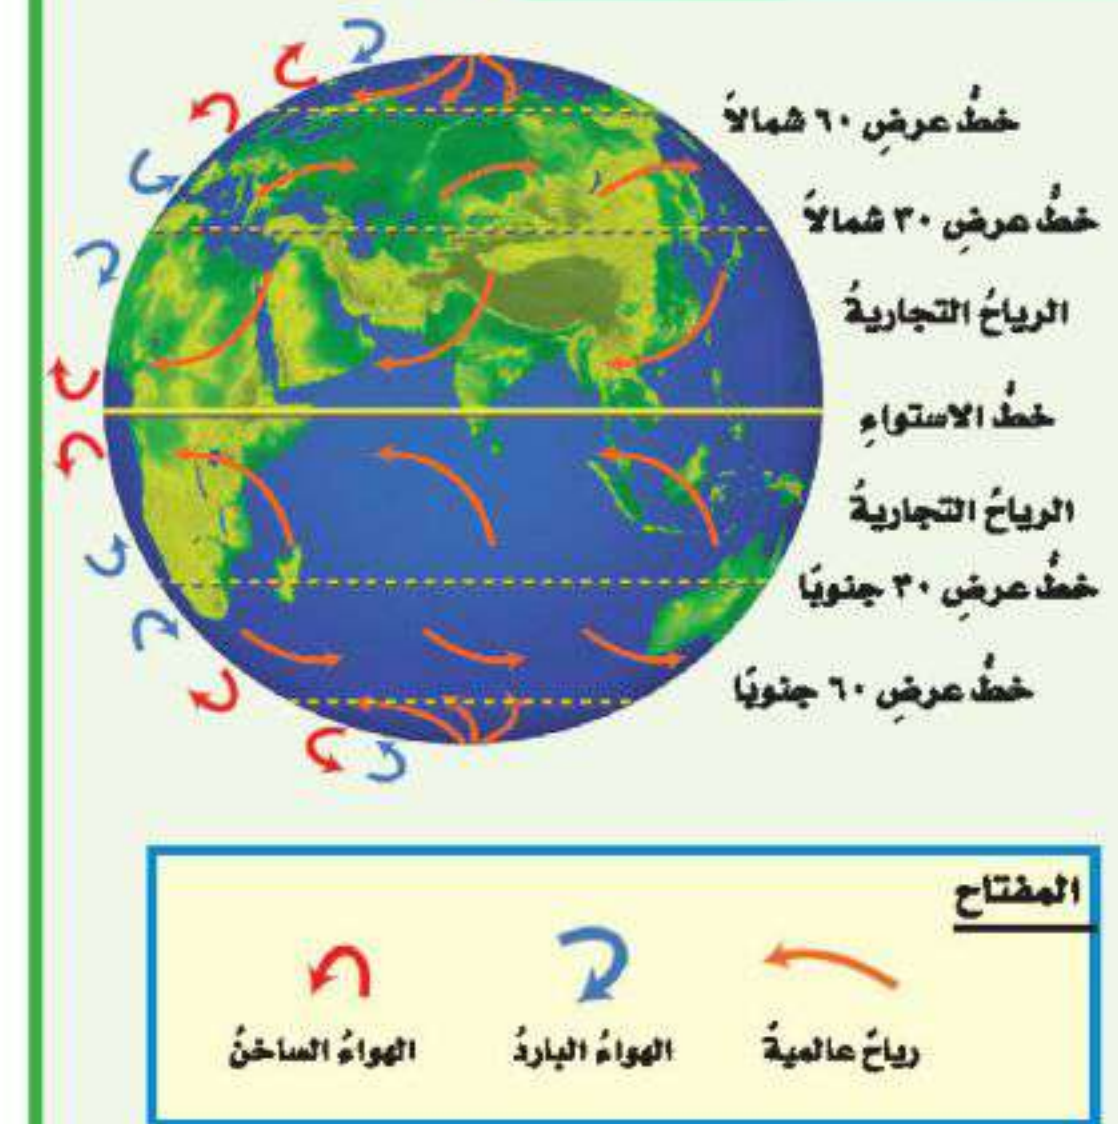 خطُّ عرضِ ٦٠ شمالاً
خطُّ عرضِ ٣٠ شمالاً
الرياحُ التجاريةُ
خطُّ الاستواءِ
الرياحُ التجاريةُ
خطُّ عرضِ ٣٠ جنوبًا
خطُّ عرضِ ٦٠ جنوبًا
المفتاح
رياحٌ عالميةٌ
الهواءُ الباردُ
الهواءُ الساخنُ